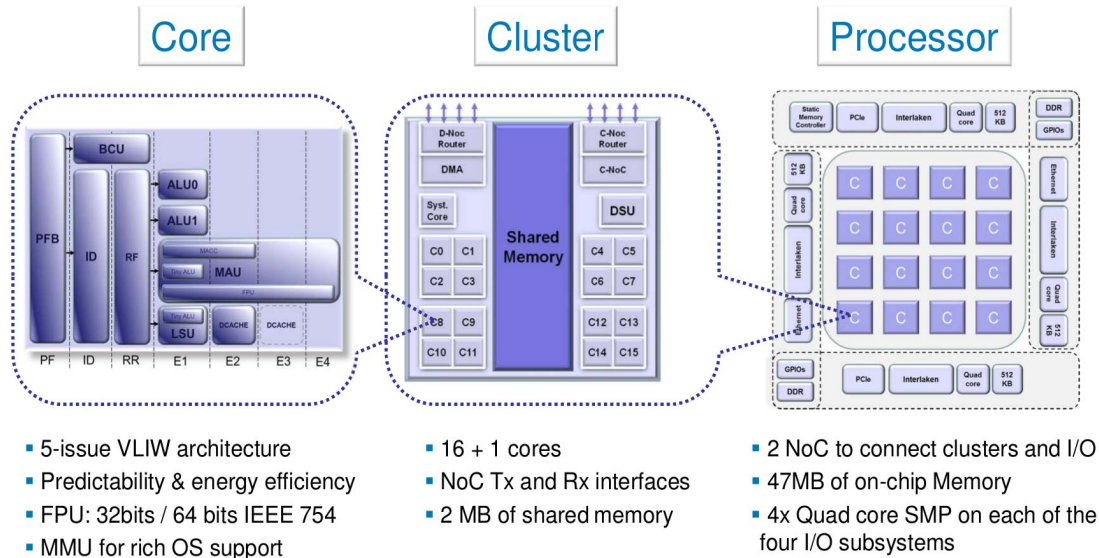 Core
Cluster
Processor
PFB
BCU
ID
RF
ALU0
ALU1
MACC
Tiny ALU
MAU
FPU
Tiny ALU
LSU
DCACHE
DCACHE
PF
ID
RR
E1
E2
E3
E4
D-Noc
Router
C-Noc
Router
DMA
C-NoC
Syst.
Core
DSU
Shared
Memory
C0
C1
C4
C5
C2
C3
C6
C7
C8
C9
C12
C13
C10
C11
C14
C15
Static
Memory
Controller
PCIe
Interlaken
Quad
core
512
KB
DDR
GPIOs
512
KB
Quad
core
Interlaken
Ethernet
C C C C
C C C C
C C C C
C C C C
Ethernet
Interlaken
Quad
core
512
KB
GPIOs
DDR
PCIe
Interlaken
Quad
core
512
KB
▪ 5-issue VLIW architecture
▪ Predictability & energy efficiency
▪ FPU: 32bits / 64 bits IEEE 754
▪ MMU for rich OS support
▪ 16 + 1 cores
▪ NoC Tx and Rx interfaces
▪ 2 MB of shared memory
▪ 2 NoC to connect clusters and I/O
▪ 47MB of on-chip Memory
▪ 4x Quad core SMP on each of the
four I/O subsystems